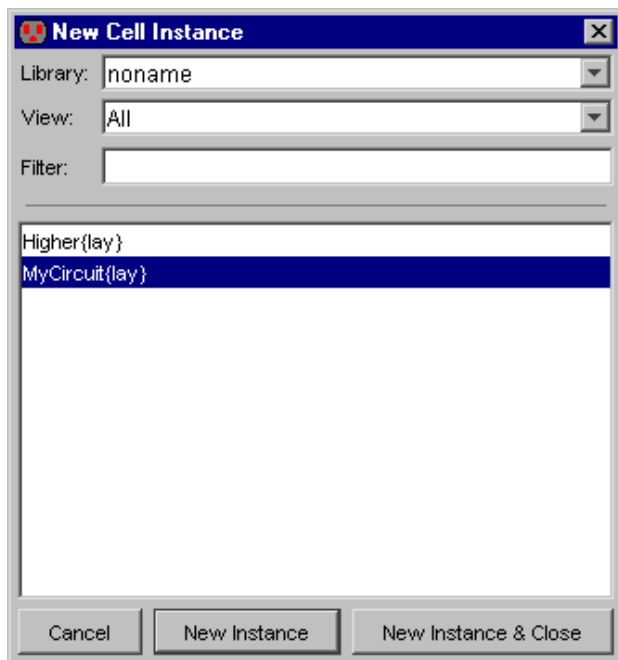 New Cell Instance
Library: noname
View: All
Filter:
Higher{lay}
MyCircuit{lay}
Cancel New Instance New Instance & Close